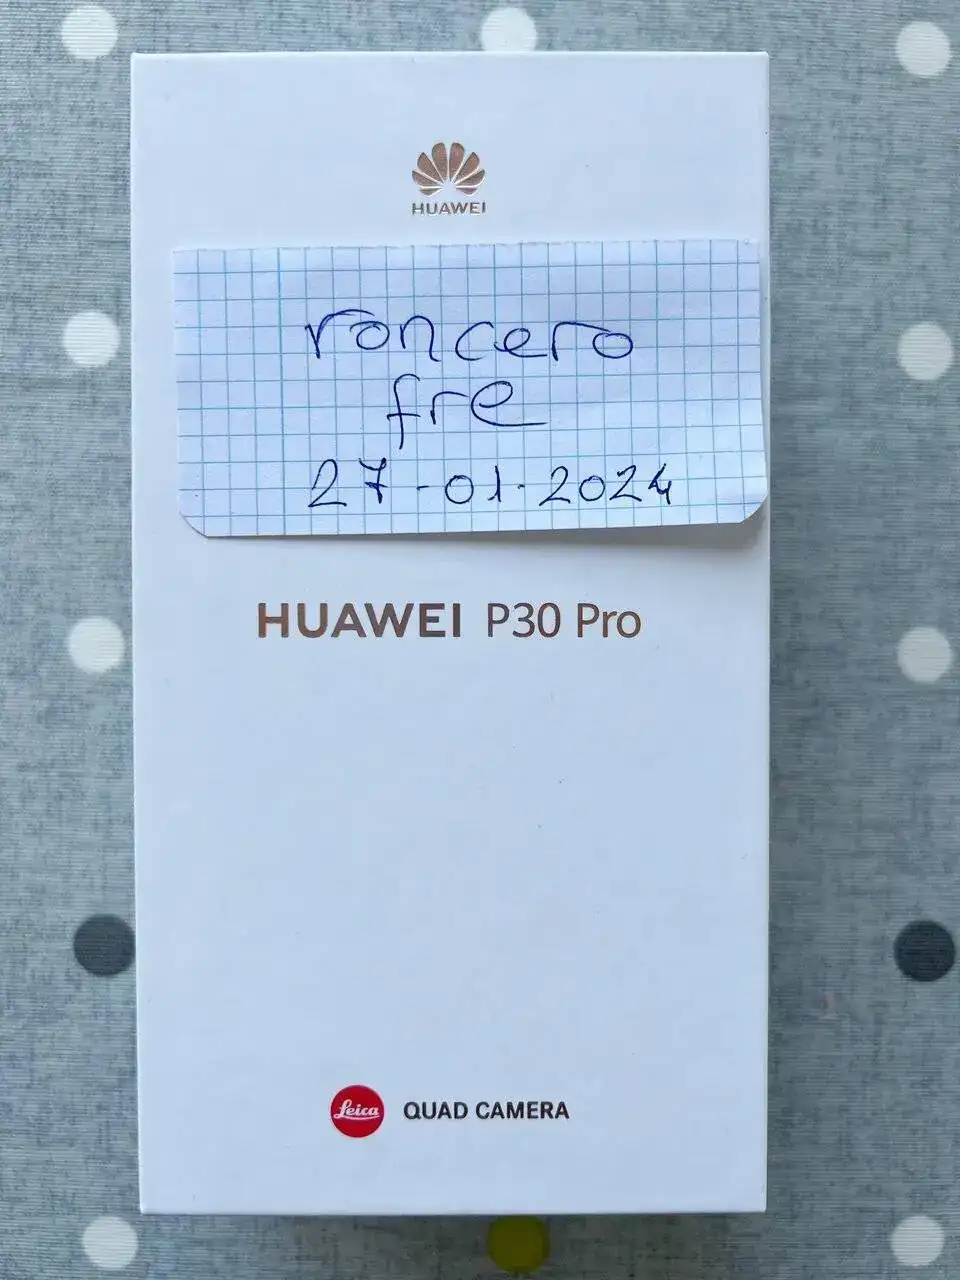 HUAWEI
roncero
fre
27-01-2024
HUAWEI P30 Pro
Leica QUAD CAMERA